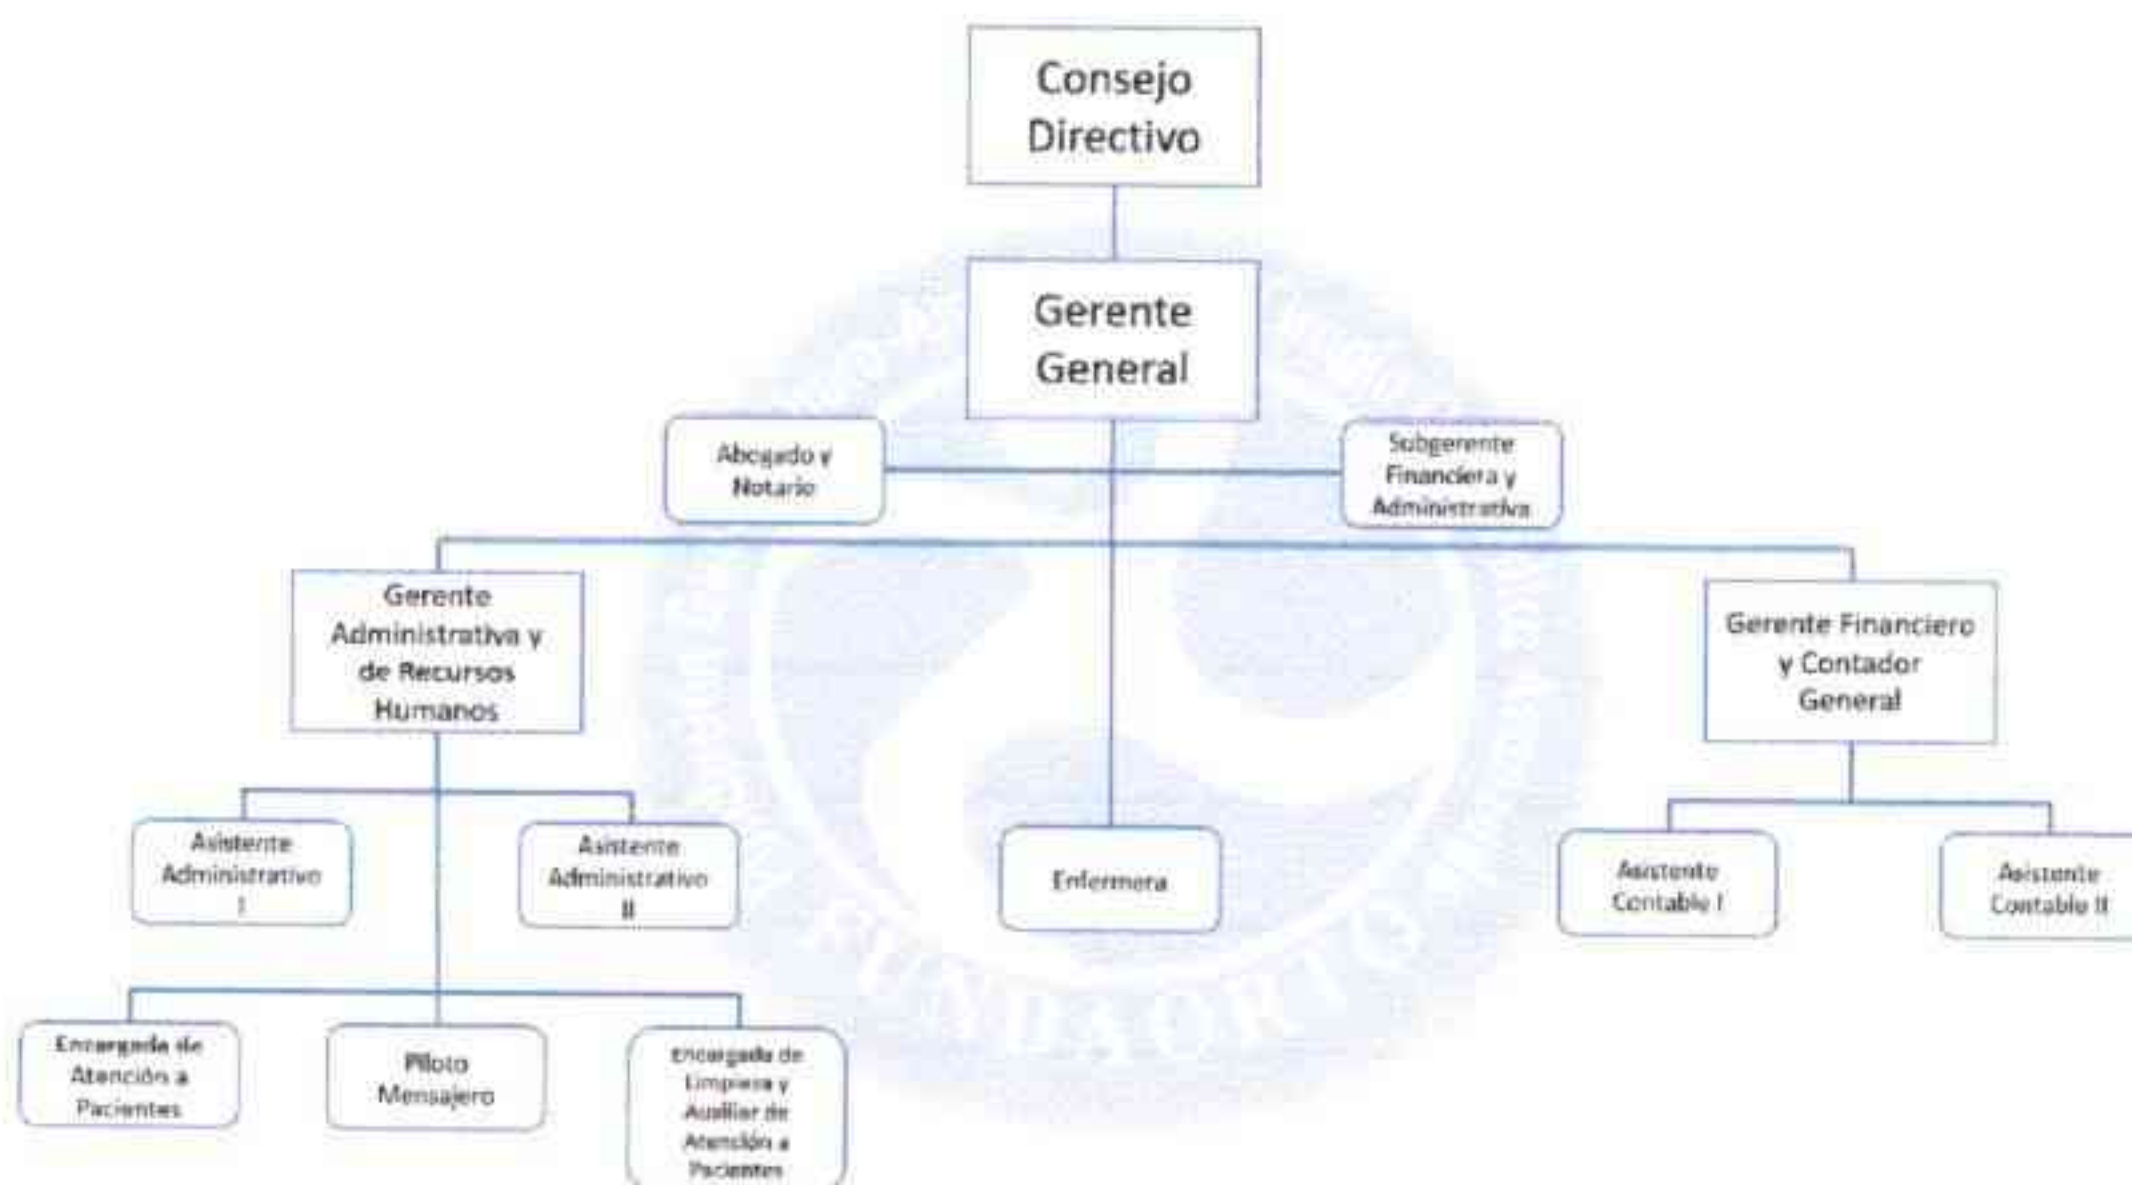 Consejo
Directivo
Gerente
General
Abogado y
Notario
Subgerente
Financiera y
Administrativa
Gerente
Administrativa y
de Recursos
Humanos
Gerente Financiero
y Contador
General
Asistente
Administrativo
I
Asistente
Administrativo
II
Enfermera
Asistente
Contable I
Asistente
Contable II
Encargada de
Atención a
Pacientes
Piloto
Mensajero
Encargada de
Limpieza y
Auxiliar de
Atención a
Pacientes
FUNDAORTO